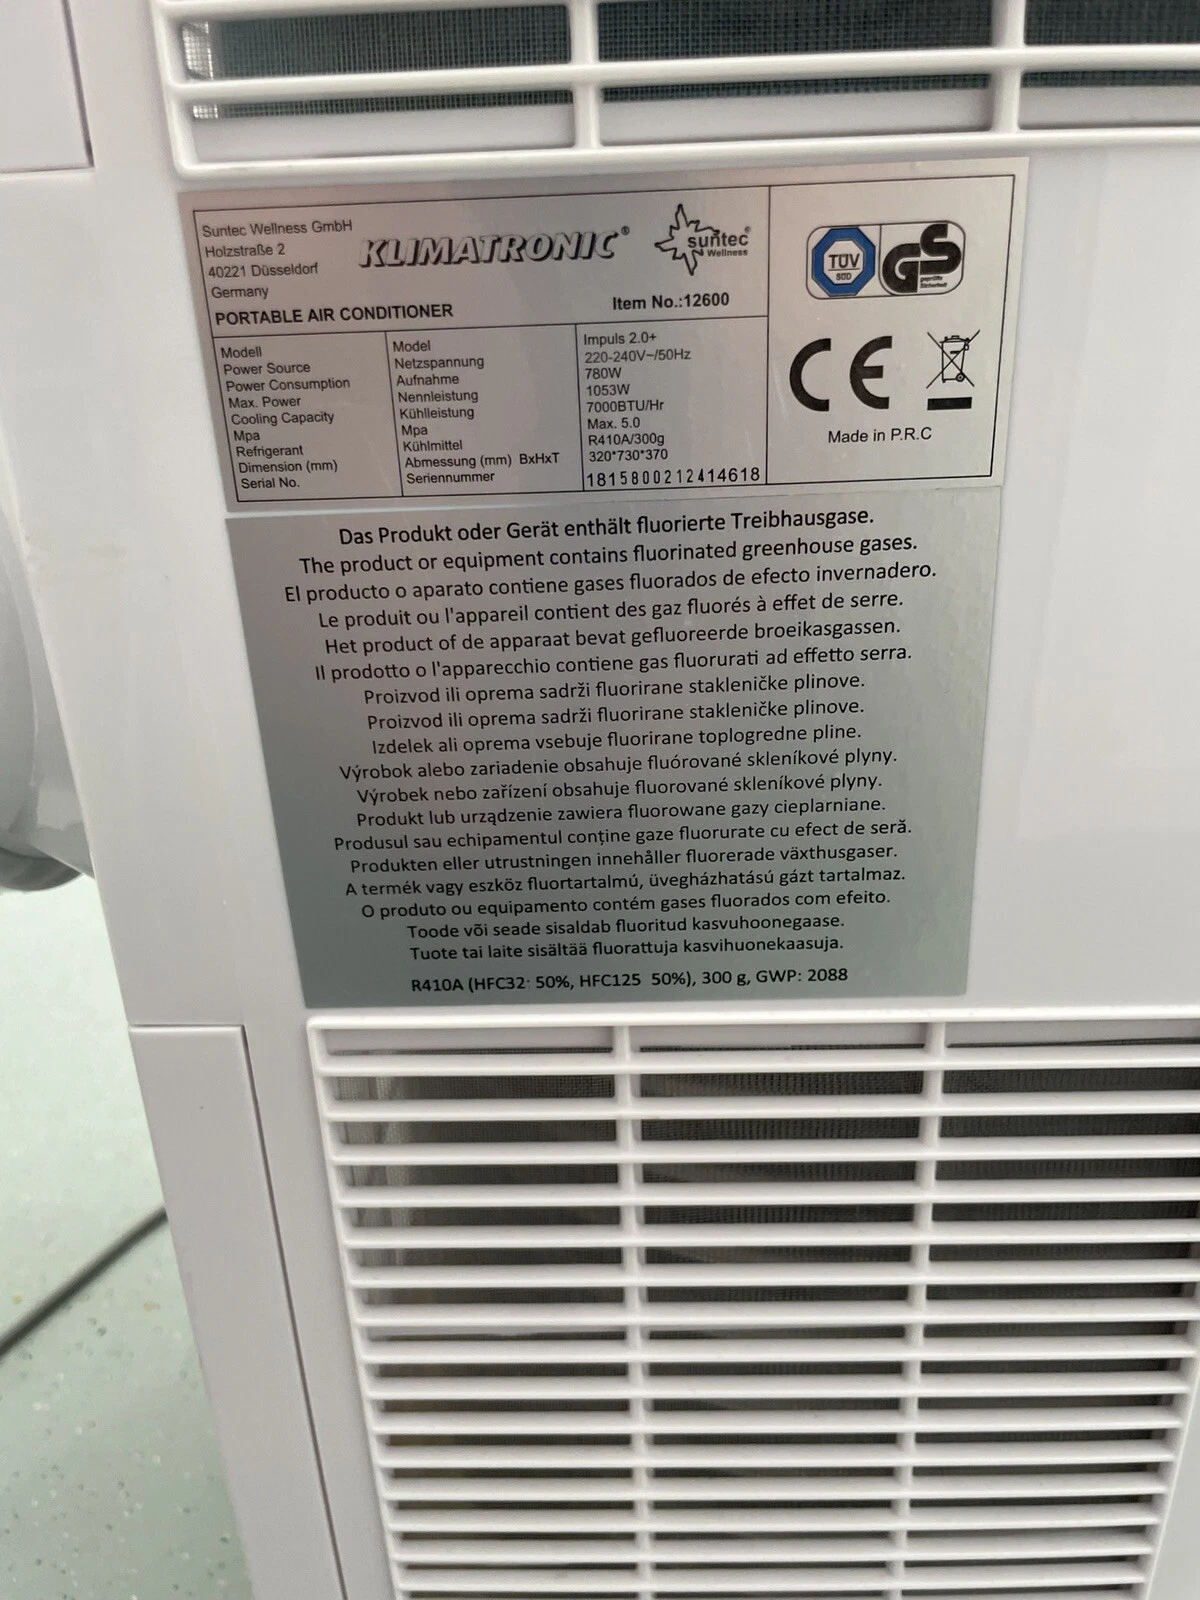 Suntec Wellness GmbH
Holzstraße 2
40221 Düsseldorf
Germany
KLIMATRONIC®
suntec®
Wellness
PORTABLE AIR CONDITIONER
Item No.:12600
Modell Model Impuls 2.0+
Power Source Netzspannung 220-240V~/50Hz
Power Consumption Aufnahme 780W
Max. Power Nennleistung 1053W
Cooling Capacity Kühlleistung 7000BTU/Hr
Mpa Mpa Max. 5.0
Refrigerant Kühlmittel R410A/300g
Dimension (mm) Abmessung (mm) BxHxT 320*730*370
Serial No. Seriennummer 1815800212414618
TÜV
SÜD
GS
geprüfte
Sicherheit
CE
Made in P.R.C
Das Produkt oder Gerät enthält fluorierte Treibhausgase.
The product or equipment contains fluorinated greenhouse gases.
El producto o aparato contiene gases fluorados de efecto invernadero.
Le produit ou l'appareil contient des gaz fluorés à effet de serre.
Het product of de apparaat bevat gefluoreerde broeikasgassen.
Il prodotto o l'apparecchio contiene gas fluorurati ad effetto serra.
Proizvod ili oprema sadrži fluorirane stakleničke plinove.
Proizvod ili oprema sadrži fluorirane stakleničke plinove.
Izdelek ali oprema vsebuje fluorirane toplogredne pline.
Výrobok alebo zariadenie obsahuje fluórované skleníkové plyny.
Výrobek nebo zařízení obsahuje fluorované skleníkové plyny.
Produkt lub urządzenie zawiera fluorowane gazy cieplarniane.
Produsul sau echipamentul conține gaze fluorurate cu efect de seră.
Produkten eller utrustningen innehåller fluorerade växthusgaser.
A termék vagy eszköz fluortartalmú, üvegházhatású gázt tartalmaz.
O produto ou equipamento contém gases fluorados com efeito.
Toode või seade sisaldab fluoritud kasvuhoonegaase.
Tuote tai laite sisältää fluorattuja kasvihuonekaasuja.
R410A (HFC32: 50%, HFC125 50%), 300 g, GWP: 2088